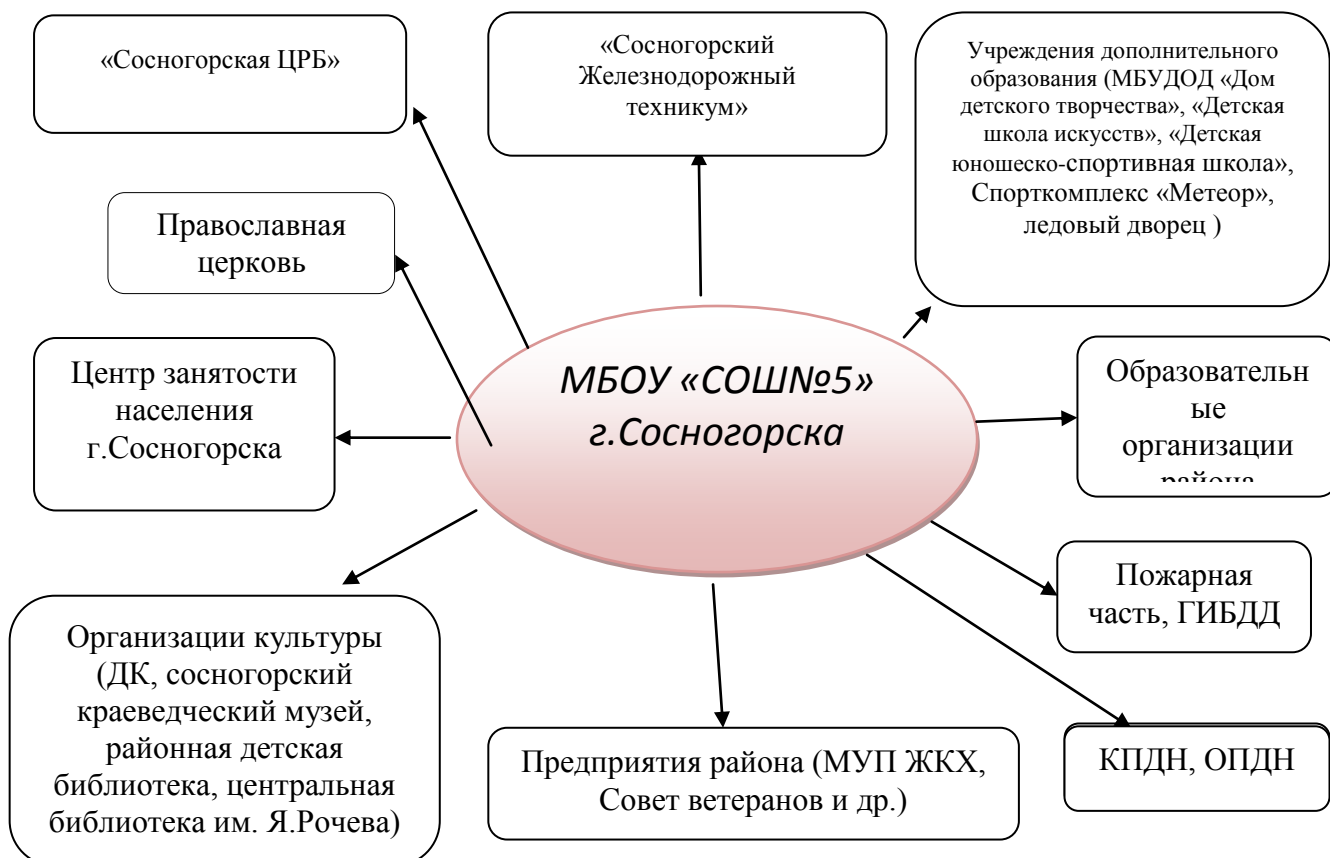 «Сосногорская ЦРБ»
«Сосногорский
Железнодорожный
техникум»
Учреждения дополнительного
образования (МБУДОД «Дом
детского творчества», «Детская
школа искусств», «Детская
юношеско-спортивная школа»,
Спорткомплекс «Метеор»,
ледовый дворец )
Православная
церковь
Центр занятости
населения
г.Сосногорска
МБОУ «СОШ№5»
г.Сосногорска
Образовательн
ые
организации
района
Пожарная
часть, ГИБДД
Организации культуры
(ДК, сосногорский
краеведческий музей,
районная детская
библиотека, центральная
библиотека им. Я.Рочева)
Предприятия района (МУП ЖКХ,
Совет ветеранов и др.)
КПДН, ОПДН